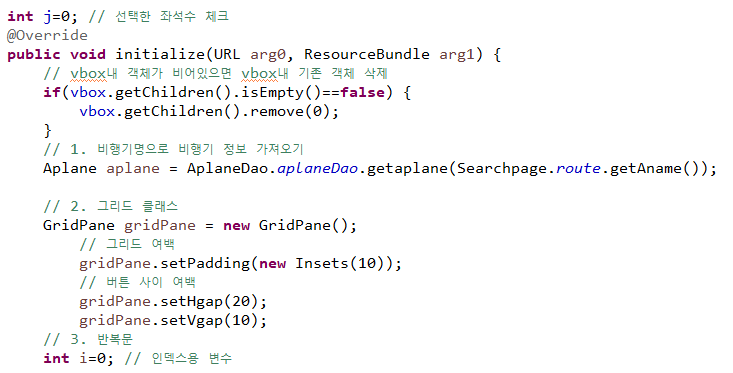 int j=0; // 선택한 좌석수 체크
@Override
public void initialize(URL arg0, ResourceBundle arg1) {
// vbox내 객체가 비어있으면 vbox내 기존 객체 삭제
if(vbox.getChildren().isEmpty()==false) {
vbox.getChildren().remove(0);
}
// 1. 비행기명으로 비행기 정보 가져오기
Aplane aplane = AplaneDao.aplaneDao.getaplane(Searchpage.route.getAname());
// 2. 그리드 클래스
GridPane gridPane = new GridPane();
// 그리드 여백
gridPane.setPadding(new Insets(10));
// 버튼 사이 여백
gridPane.setHgap(20);
gridPane.setVgap(10);
// 3. 반복문
int i=0; // 인덱스용 변수